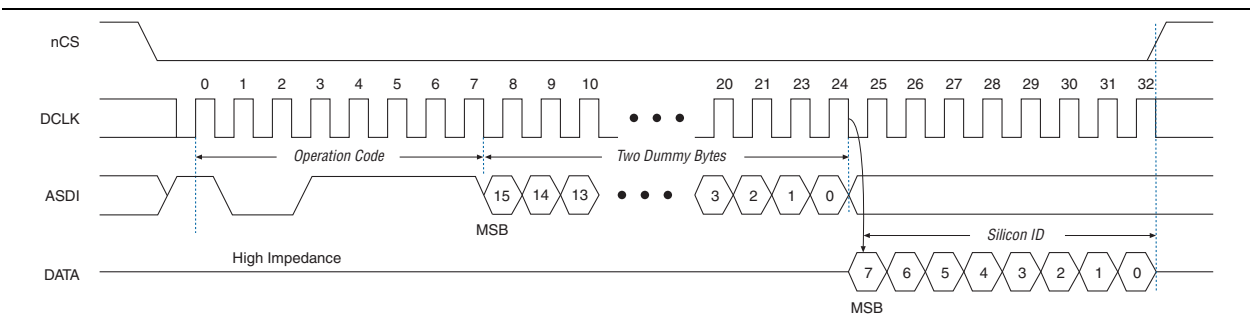 nCS
0 1 2 3 4 5 6 7 8 9 10 20 21 23 24 25 26 27 28 29 30 31 32
DCLK
Operation Code Two Dummy Bytes
ASDI 15 14 13 3 2 1 0
MSB
Silicon ID
High Impedance
DATA 7 6 5 4 3 2 1 0
MSB